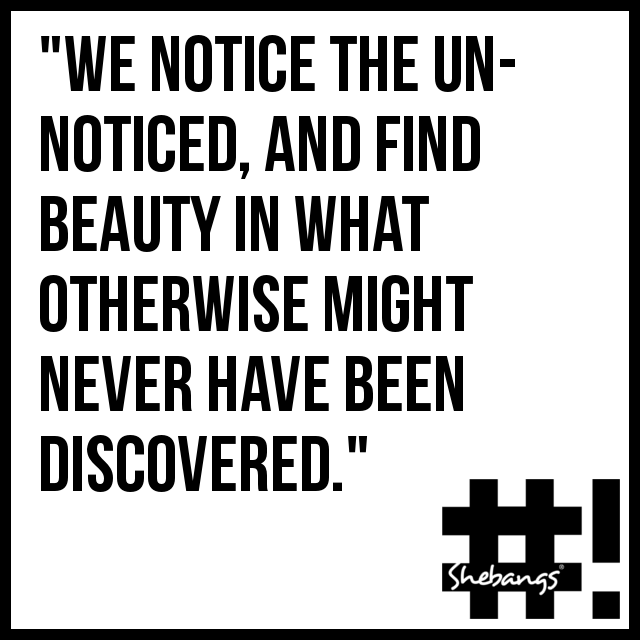 "WE NOTICE THE UN-
NOTICED, AND FIND
BEAUTY IN WHAT
OTHERWISE MIGHT
NEVER HAVE BEEN
DISCOVERED."
#!
Shebangs®